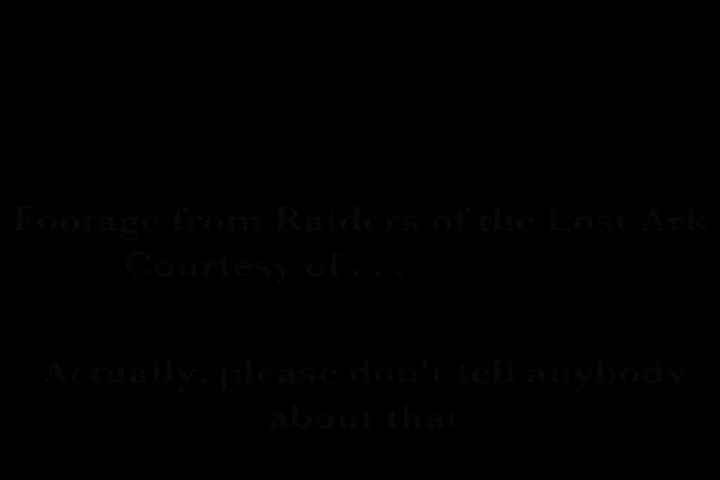 Footage from Raiders of the Lost Ark
Courtesy of . . .
Actually, please don't tell anybody
about that